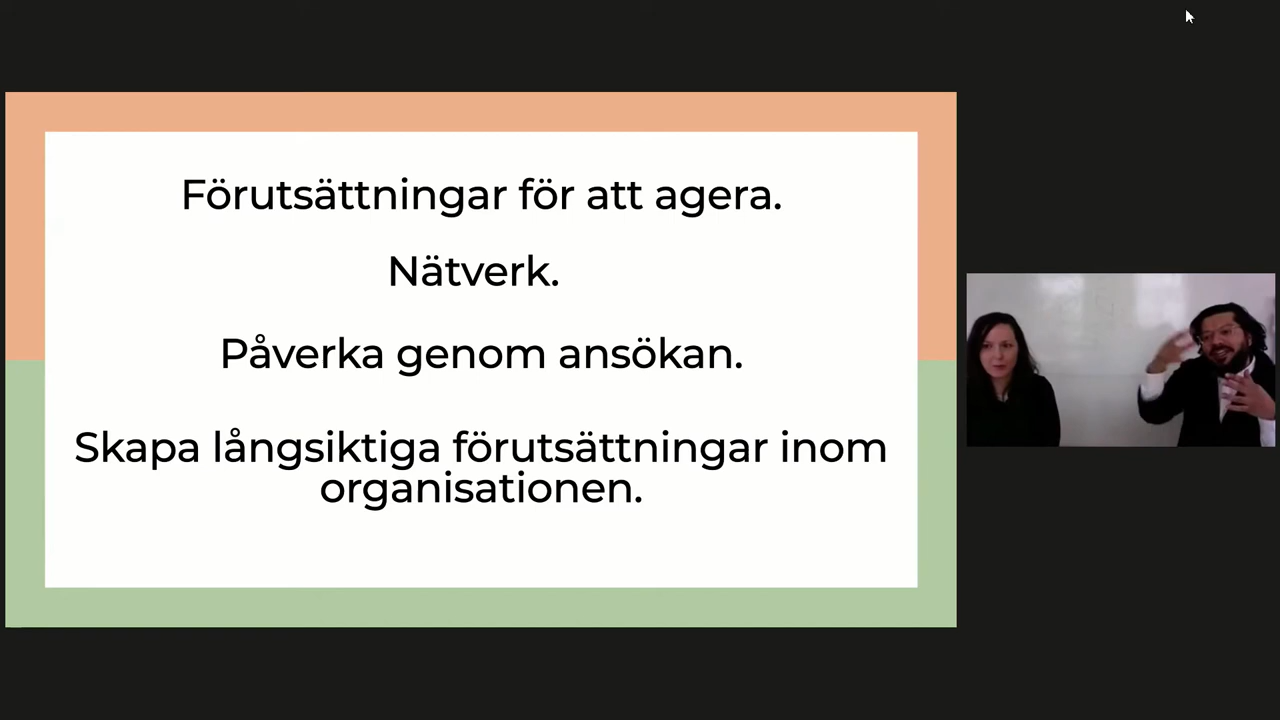 Förutsättningar för att agera.
Nätverk.
Påverka genom ansökan.
Skapa långsiktiga förutsättningar inom
organisationen.